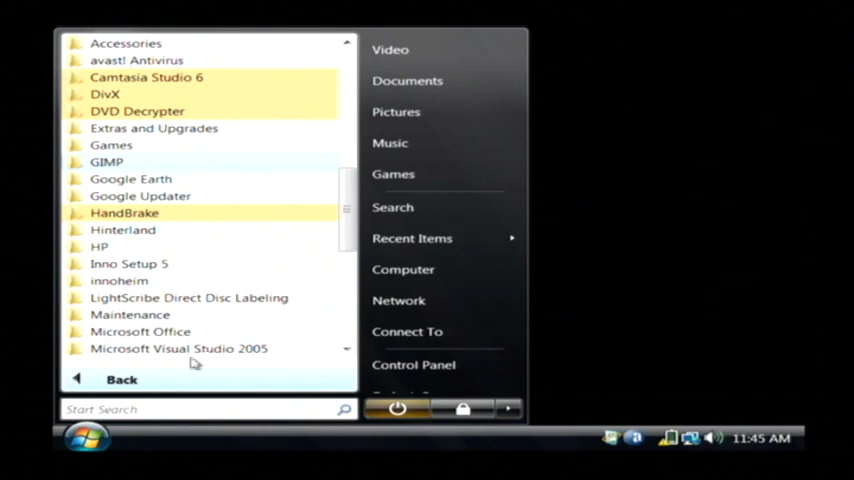 Accessories
avast! Antivirus
Camtasia Studio 6
DivX
DVD Decrypter
Extras and Upgrades
Games
GIMP
Google Earth
Google Updater
HandBrake
Hinterland
HP
Inno Setup 5
innoheim
LightScribe Direct Disc Labeling
Maintenance
Microsoft Office
Microsoft Visual Studio 2005
Back
Start Search
Video
Documents
Pictures
Music
Games
Search
Recent Items
Computer
Network
Connect To
Control Panel
11:45 AM